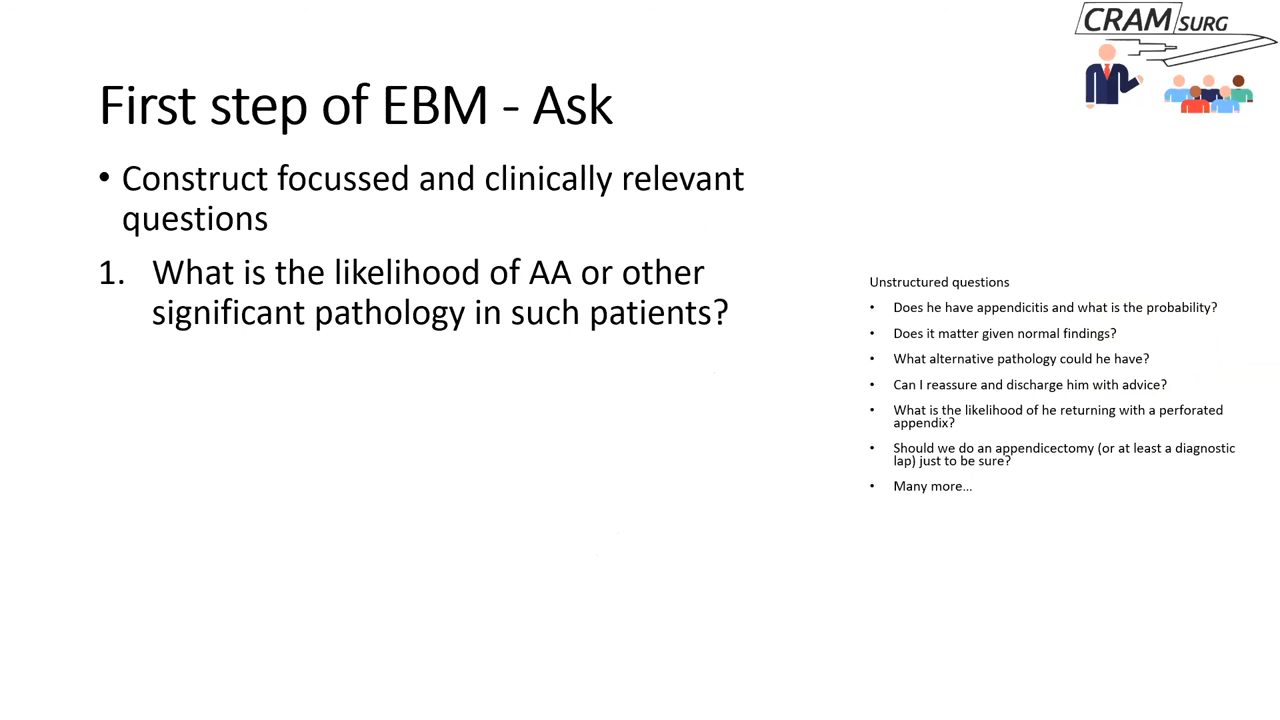 CRAM SURG
First step of EBM - Ask
• Construct focussed and clinically relevant
questions
1. What is the likelihood of AA or other
significant pathology in such patients?
Unstructured questions
• Does he have appendicitis and what is the probability?
• Does it matter given normal findings?
• What alternative pathology could he have?
• Can I reassure and discharge him with advice?
• What is the likelihood of he returning with a perforated
appendix?
• Should we do an appendicectomy (or at least a diagnostic
lap) just to be sure?
• Many more...